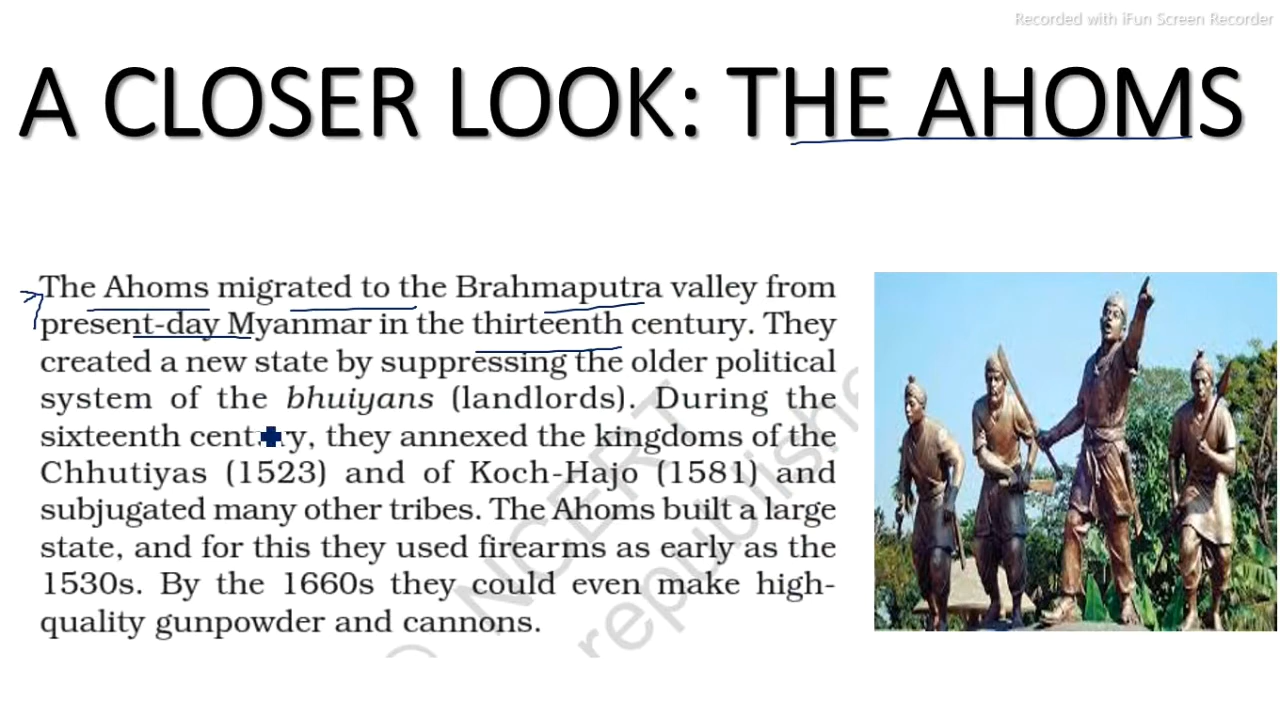 Recorded with iFun Screen Recorder
A CLOSER LOOK: THE AHOMS
The Ahoms migrated to the Brahmaputra valley from
present-day Myanmar in the thirteenth century. They
created a new state by suppressing the older political
system of the bhuiyans (landlords). During the
sixteenth century, they annexed the kingdoms of the
Chhutiyas (1523) and of Koch-Hajo (1581) and
subjugated many other tribes. The Ahoms built a large
state, and for this they used firearms as early as the
1530s. By the 1660s they could even make high-
quality gunpowder and cannons.
© NCERT
republishe